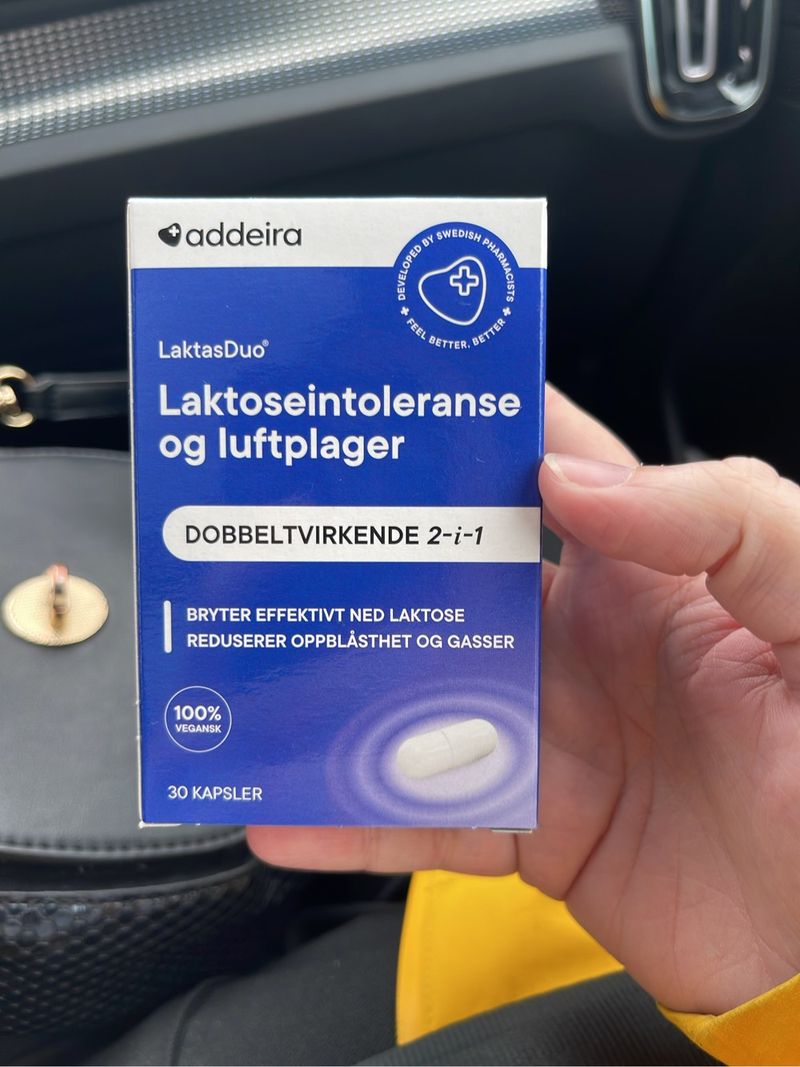 addeira
DEVELOPED BY SWEDISH PHARMACISTS
FEEL BETTER, BETTER
LaktasDuo®
Laktoseintoleranse
og luftplager
DOBBELTVIRKENDE 2-i-1
BRYTER EFFEKTIVT NED LAKTOSE
REDUSERER OPPBLÅSTHET OG GASSER
100%
VEGANSK
30 KAPSLER